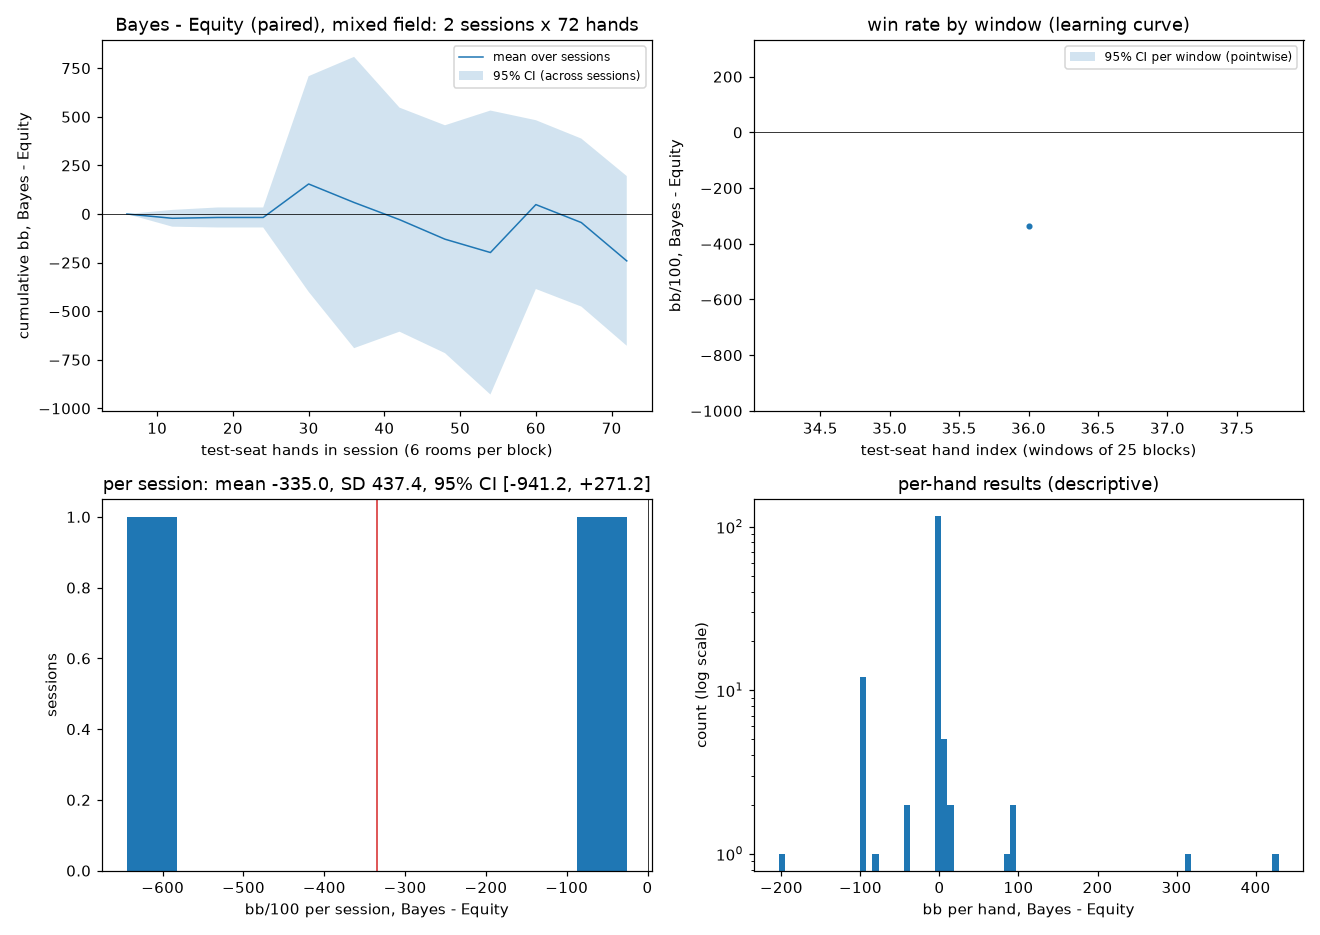 Bayes - Equity (paired), mixed field: 2 sessions x 72 hands
mean over sessions
95% CI (across sessions)
750
500
250
0
−250
−500
−750
−1000
cumulative bb, Bayes - Equity
10 20 30 40 50 60 70
test-seat hands in session (6 rooms per block)
win rate by window (learning curve)
95% CI per window (pointwise)
200
0
−200
−400
−600
−800
−1000
bb/100, Bayes - Equity
34.5 35.0 35.5 36.0 36.5 37.0 37.5
test-seat hand index (windows of 25 blocks)
per session: mean -335.0, SD 437.4, 95% CI [-941.2, +271.2]
1.0
0.8
0.6
0.4
0.2
0.0
sessions
−600 −500 −400 −300 −200 −100 0
bb/100 per session, Bayes - Equity
per-hand results (descriptive)
10²
10¹
10⁰
count (log scale)
−200 −100 0 100 200 300 400
bb per hand, Bayes - Equity